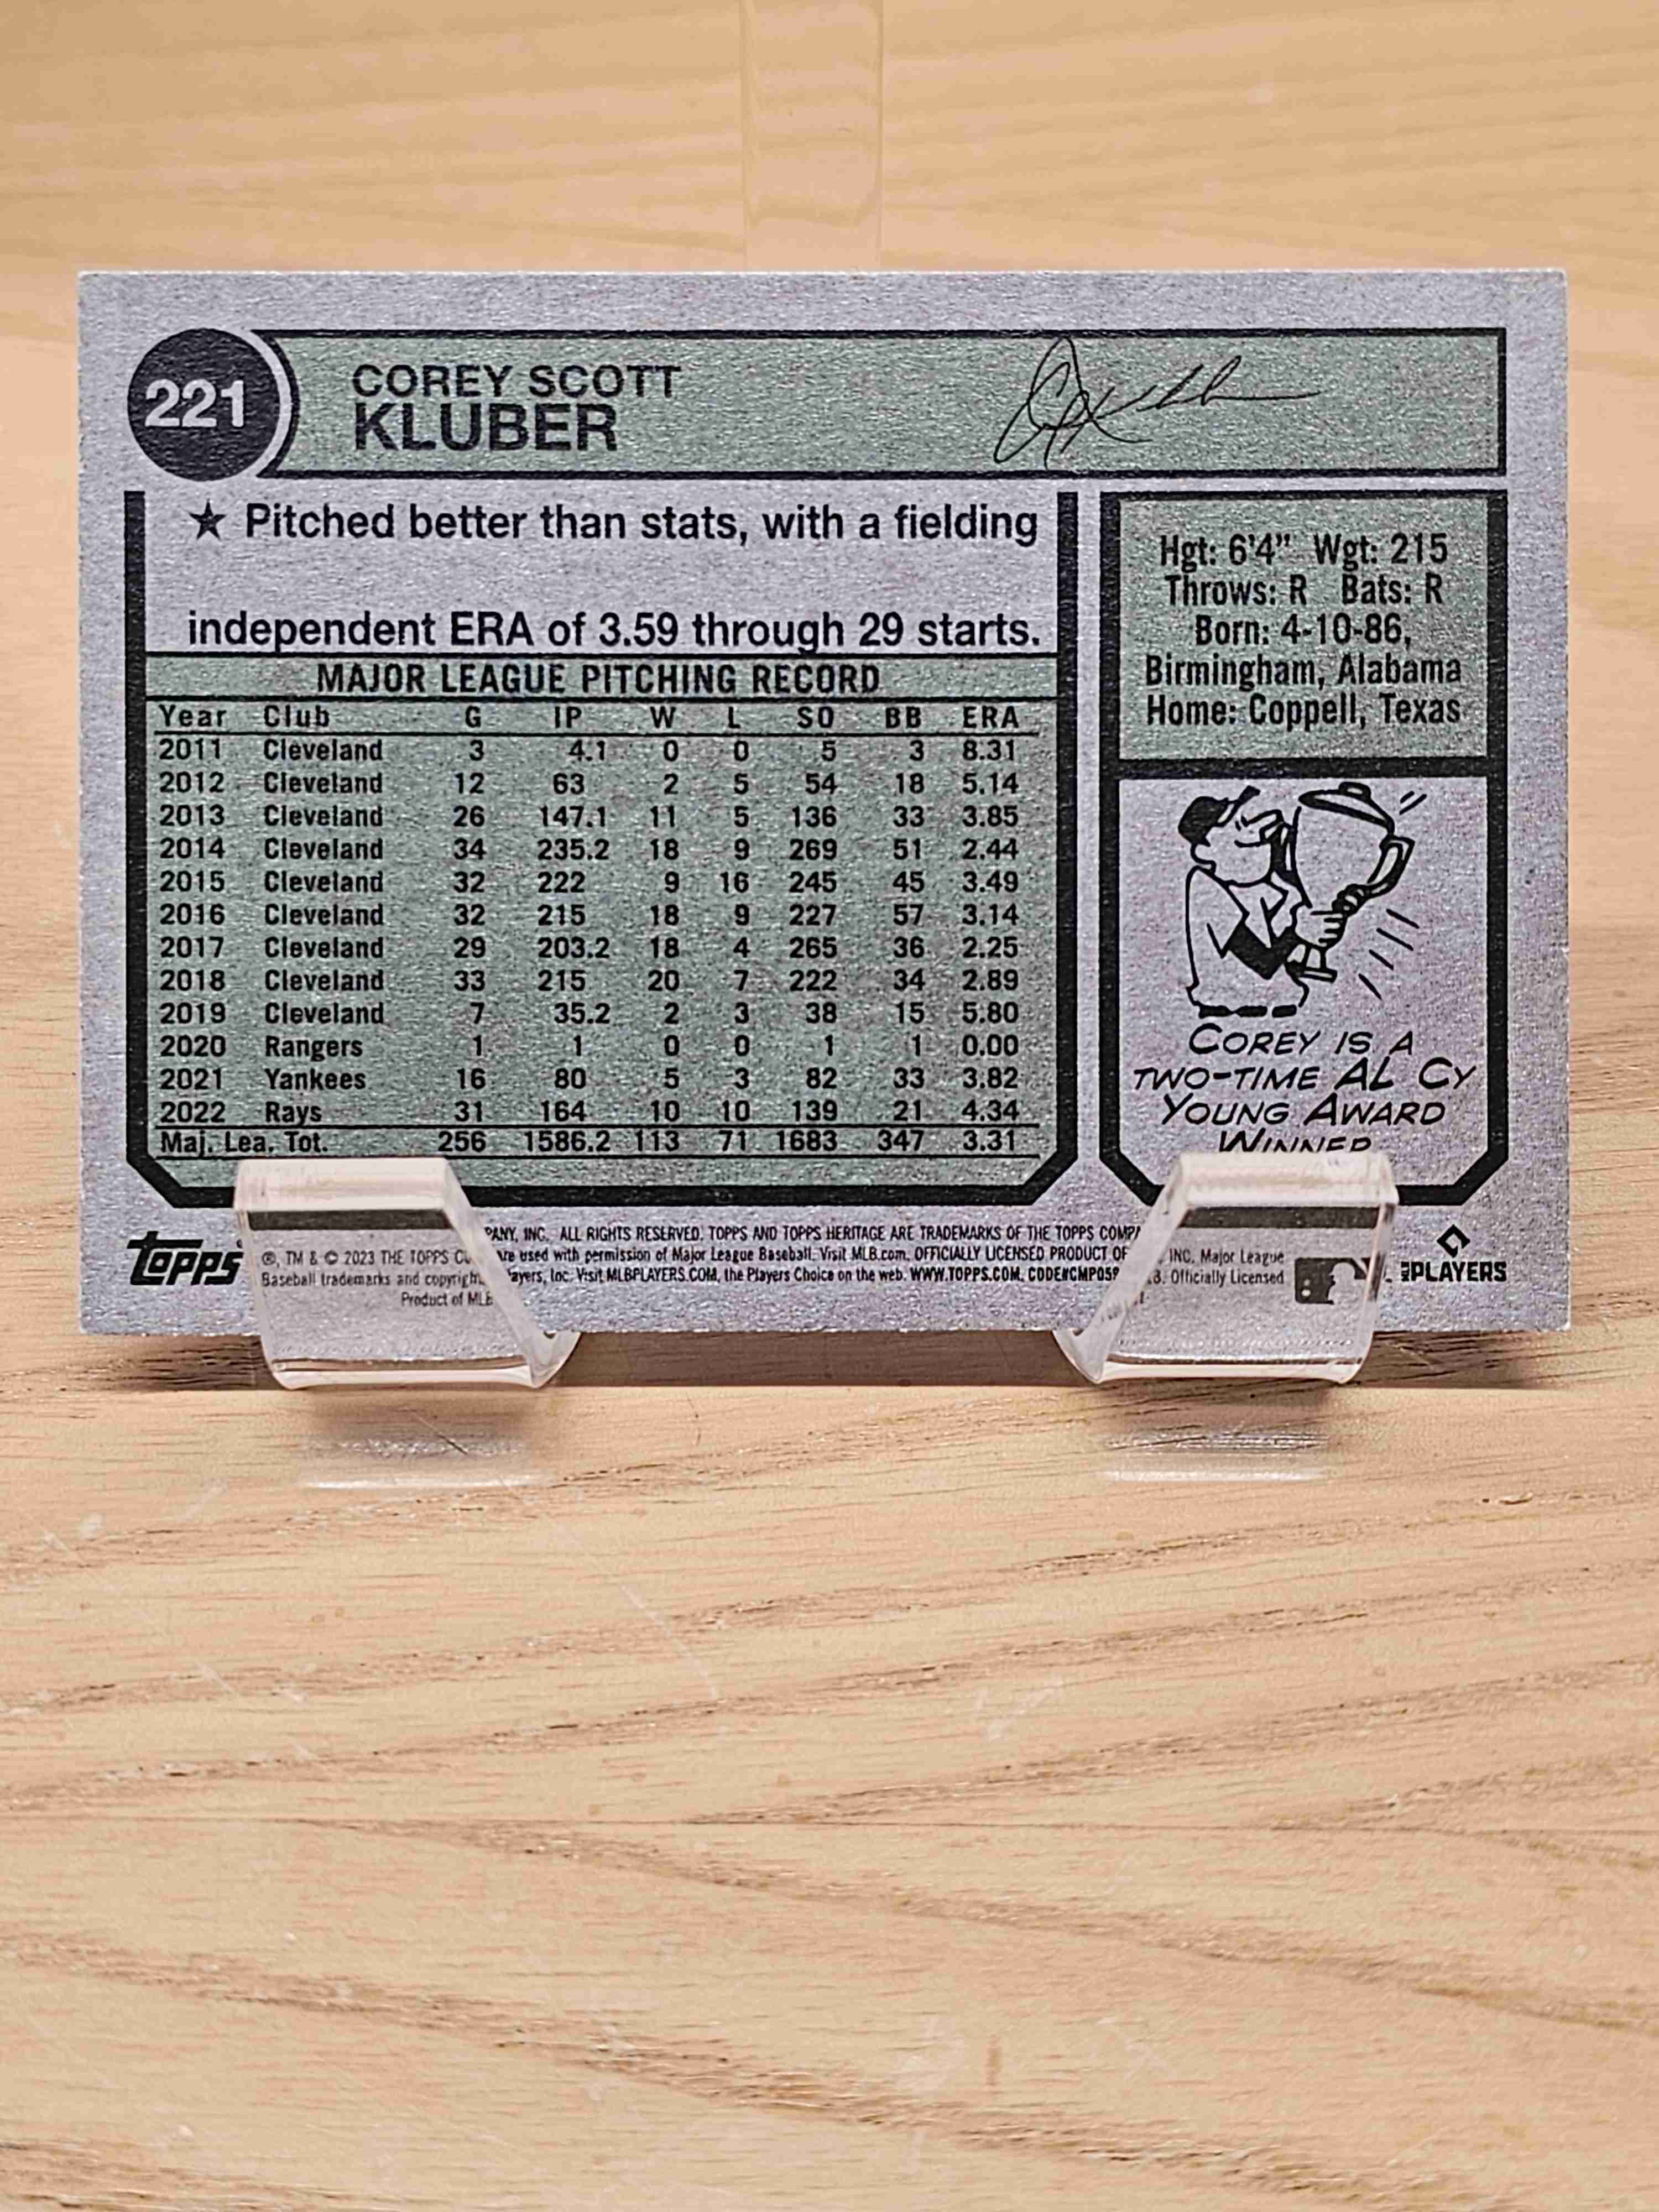 221
COREY SCOTT
KLUBER
★ Pitched better than stats, with a fielding
independent ERA of 3.59 through 29 starts.
MAJOR LEAGUE PITCHING RECORD
Year Club G IP W L SO BB ERA
2011 Cleveland 3 4.1 0 0 5 3 8.31
2012 Cleveland 12 63 2 5 54 18 5.14
2013 Cleveland 26 147.1 11 5 136 33 3.85
2014 Cleveland 34 235.2 18 9 269 51 2.44
2015 Cleveland 32 222 9 16 245 45 3.49
2016 Cleveland 32 215 18 9 227 57 3.14
2017 Cleveland 29 203.2 18 4 265 36 2.25
2018 Cleveland 33 215 20 7 222 34 2.89
2019 Cleveland 7 35.2 2 3 38 15 5.80
2020 Rangers 1 1 0 0 1 1 0.00
2021 Yankees 16 80 5 3 82 33 3.82
2022 Rays 31 164 10 10 139 21 4.34
Maj. Lea. Tot. 256 1586.2 113 71 1683 347 3.31
Hgt: 6'4" Wgt: 215
Throws: R Bats: R
Born: 4-10-86,
Birmingham, Alabama
Home: Coppell, Texas
COREY IS A
TWO-TIME AL CY
YOUNG AWARD
WINNER
TOPPS
®, TM & © 2023 THE TOPPS PANY, INC. ALL RIGHTS RESERVED. TOPPS AND TOPPS HERITAGE ARE TRADEMARKS OF THE TOPPS INC. Major League
Baseball trademarks and are used with permission of Major League Baseball. Visit MLB.com. OFFICIALLY LICENSED PRODUCT OF Officially Licensed
Product of Inc. Visit MLBPLAYERS.COM, the Players Choice on the web. WWW.TOPPS.COM. CODE#CMP059
PLAYERS